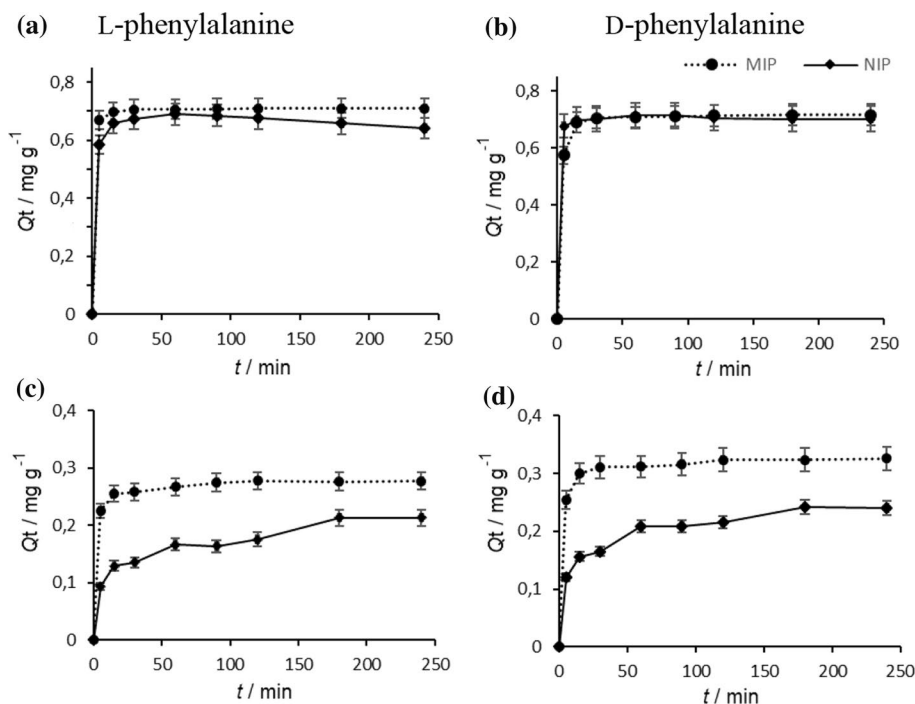 (a) L-phenylalanine
(b) D-phenylalanine
MIP NIP
0,8
0,6
0,4
0,2
0
Qt / mg g⁻¹
0 50 100 150 200 250
t / min
0,8
0,6
0,4
0,2
0
Qt / mg g⁻¹
0 50 100 150 200 250
t / min
(c)
0,4
0,3
0,2
0,1
0
Qt / mg g⁻¹
0 50 100 150 200 250
t / min
(d)
0,4
0,3
0,2
0,1
0
Qt / mg g⁻¹
0 50 100 150 200 250
t / min